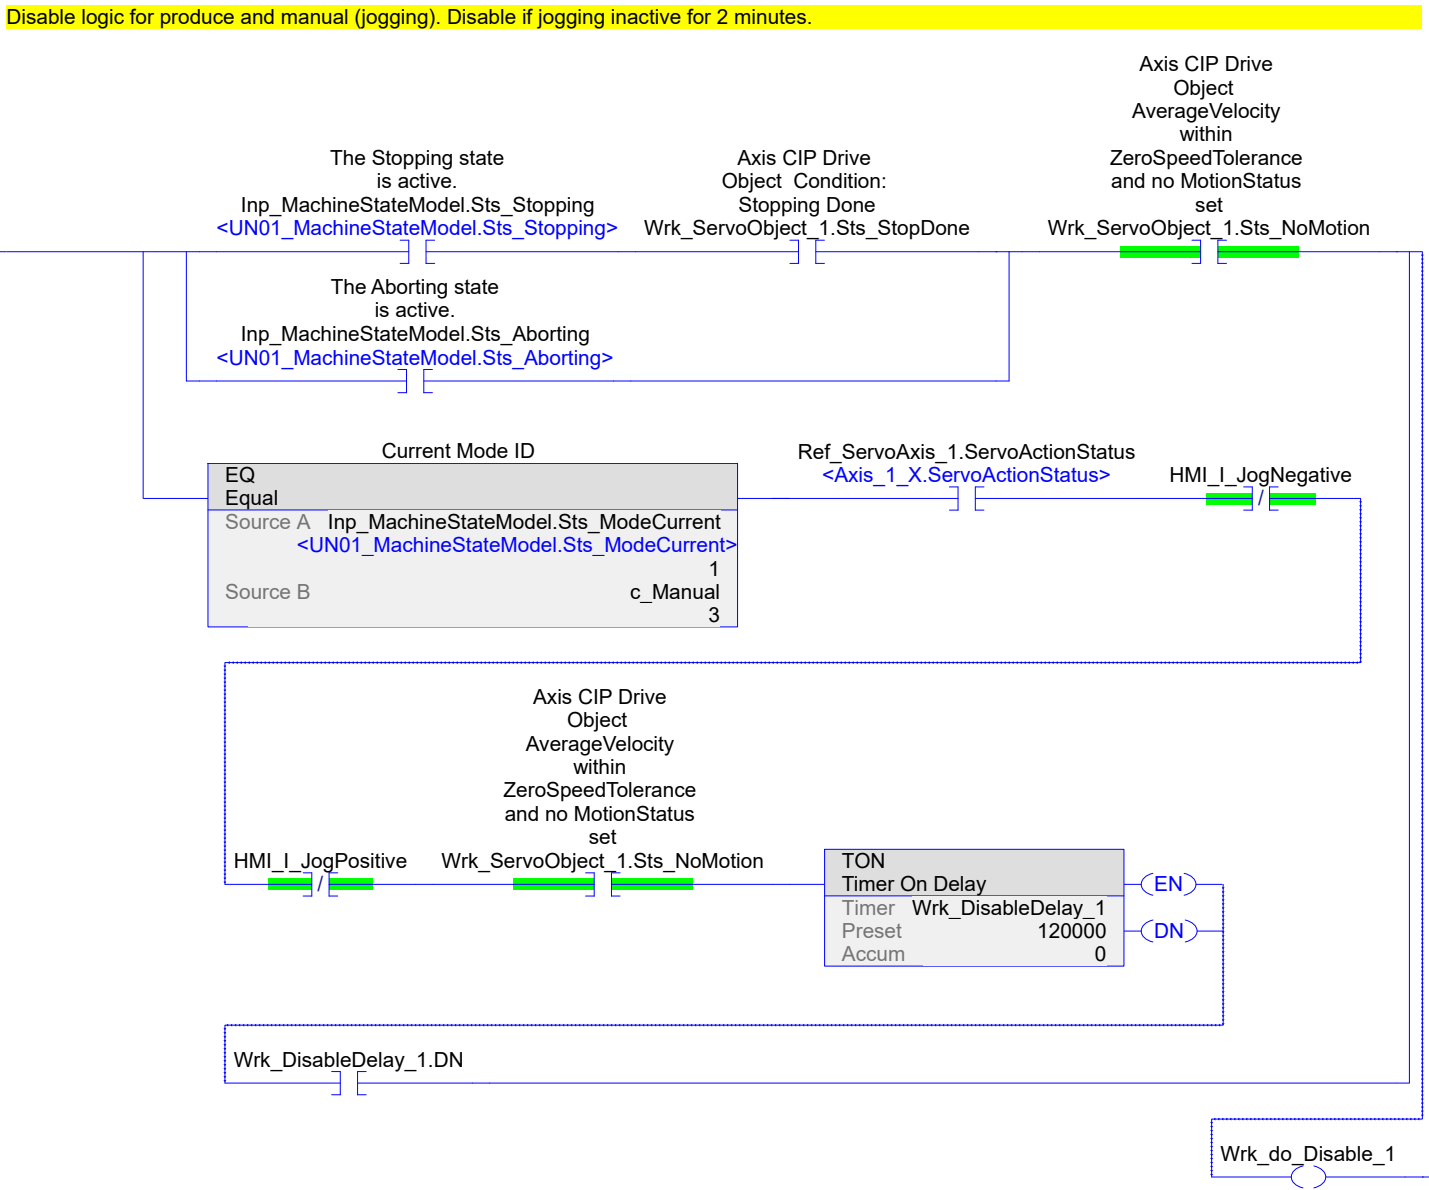 Disable logic for produce and manual (jogging). Disable if jogging inactive for 2 minutes.
The Stopping state
is active.
Inp_MachineStateModel.Sts_Stopping
<UN01_MachineStateModel.Sts_Stopping>
Axis CIP Drive
Object  Condition:
Stopping Done
Wrk_ServoObject_1.Sts_StopDone
Axis CIP Drive
Object
AverageVelocity
within
ZeroSpeedTolerance
and no MotionStatus
set
Wrk_ServoObject_1.Sts_NoMotion
The Aborting state
is active.
Inp_MachineStateModel.Sts_Aborting
<UN01_MachineStateModel.Sts_Aborting>
Current Mode ID
EQ
Equal
Source A Inp_MachineStateModel.Sts_ModeCurrent
<UN01_MachineStateModel.Sts_ModeCurrent>
1
Source B c_Manual
3
Ref_ServoAxis_1.ServoActionStatus
<Axis_1_X.ServoActionStatus>
HMI_I_JogNegative
/
HMI_I_JogPositive
/
Axis CIP Drive
Object
AverageVelocity
within
ZeroSpeedTolerance
and no MotionStatus
set
Wrk_ServoObject_1.Sts_NoMotion
TON
Timer On Delay
Timer Wrk_DisableDelay_1
Preset 120000
Accum 0
EN
DN
Wrk_DisableDelay_1.DN
Wrk_do_Disable_1